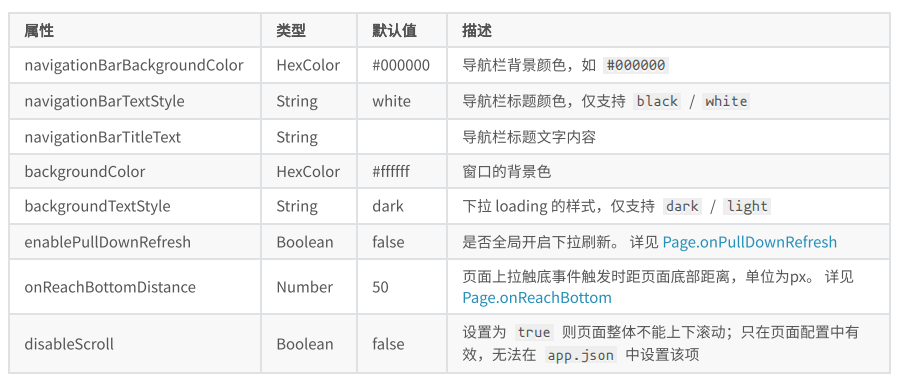 属性 类型 默认值 描述
navigationBarBackgroundColor HexColor #000000 导航栏背景颜色，如 #000000
navigationBarTextStyle String white 导航栏标题颜色，仅支持 black / white
navigationBarTitleText String 导航栏标题文字内容
backgroundColor HexColor #ffffff 窗口的背景色
backgroundTextStyle String dark 下拉 loading 的样式，仅支持 dark / light
enablePullDownRefresh Boolean false 是否全局开启下拉刷新。 详见 Page.onPullDownRefresh
onReachBottomDistance Number 50 页面上拉触底事件触发时距页面底部距离，单位为px。 详见
Page.onReachBottom
disableScroll Boolean false 设置为 true 则页面整体不能上下滚动；只在页面配置中有
效，无法在 app.json 中设置该项